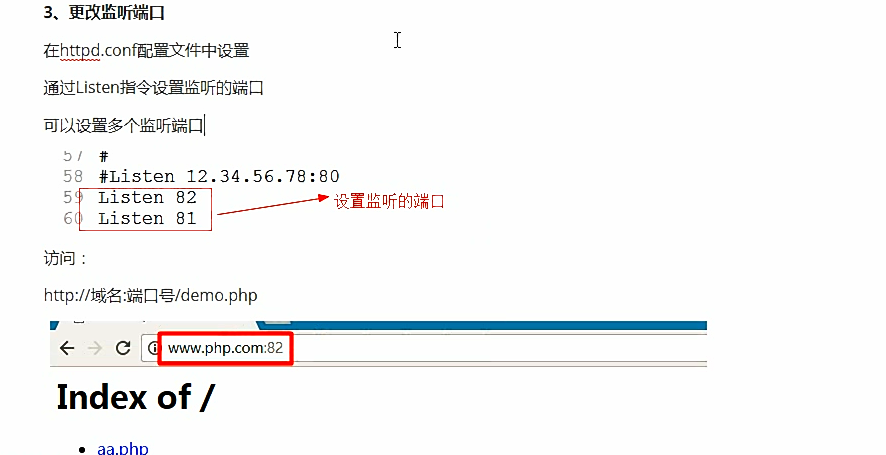 3、更改监听端口
在httpd.conf配置文件中设置
通过Listen指令设置监听的端口
可以设置多个监听端口
57 #
58 #Listen 12.34.56.78:80
59 Listen 82
60 Listen 81
设置监听的端口
访问：
http://域名:端口号/demo.php
www.php.com:82
Index of /
aa.php